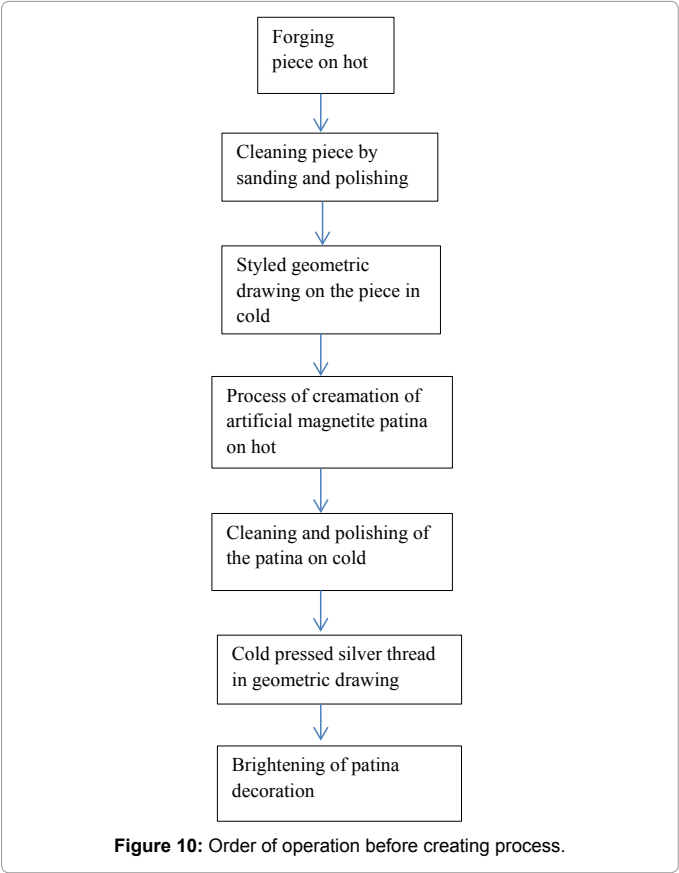 Forging
piece on hot
Cleaning piece by
sanding and polishing
Styled geometric
drawing on the piece in
cold
Process of creamation of
artificial magnetite patina
on hot
Cleaning and polishing of
the patina on cold
Cold pressed silver thread
in geometric drawing
Brightening of patina
decoration
Figure 10: Order of operation before creating process.